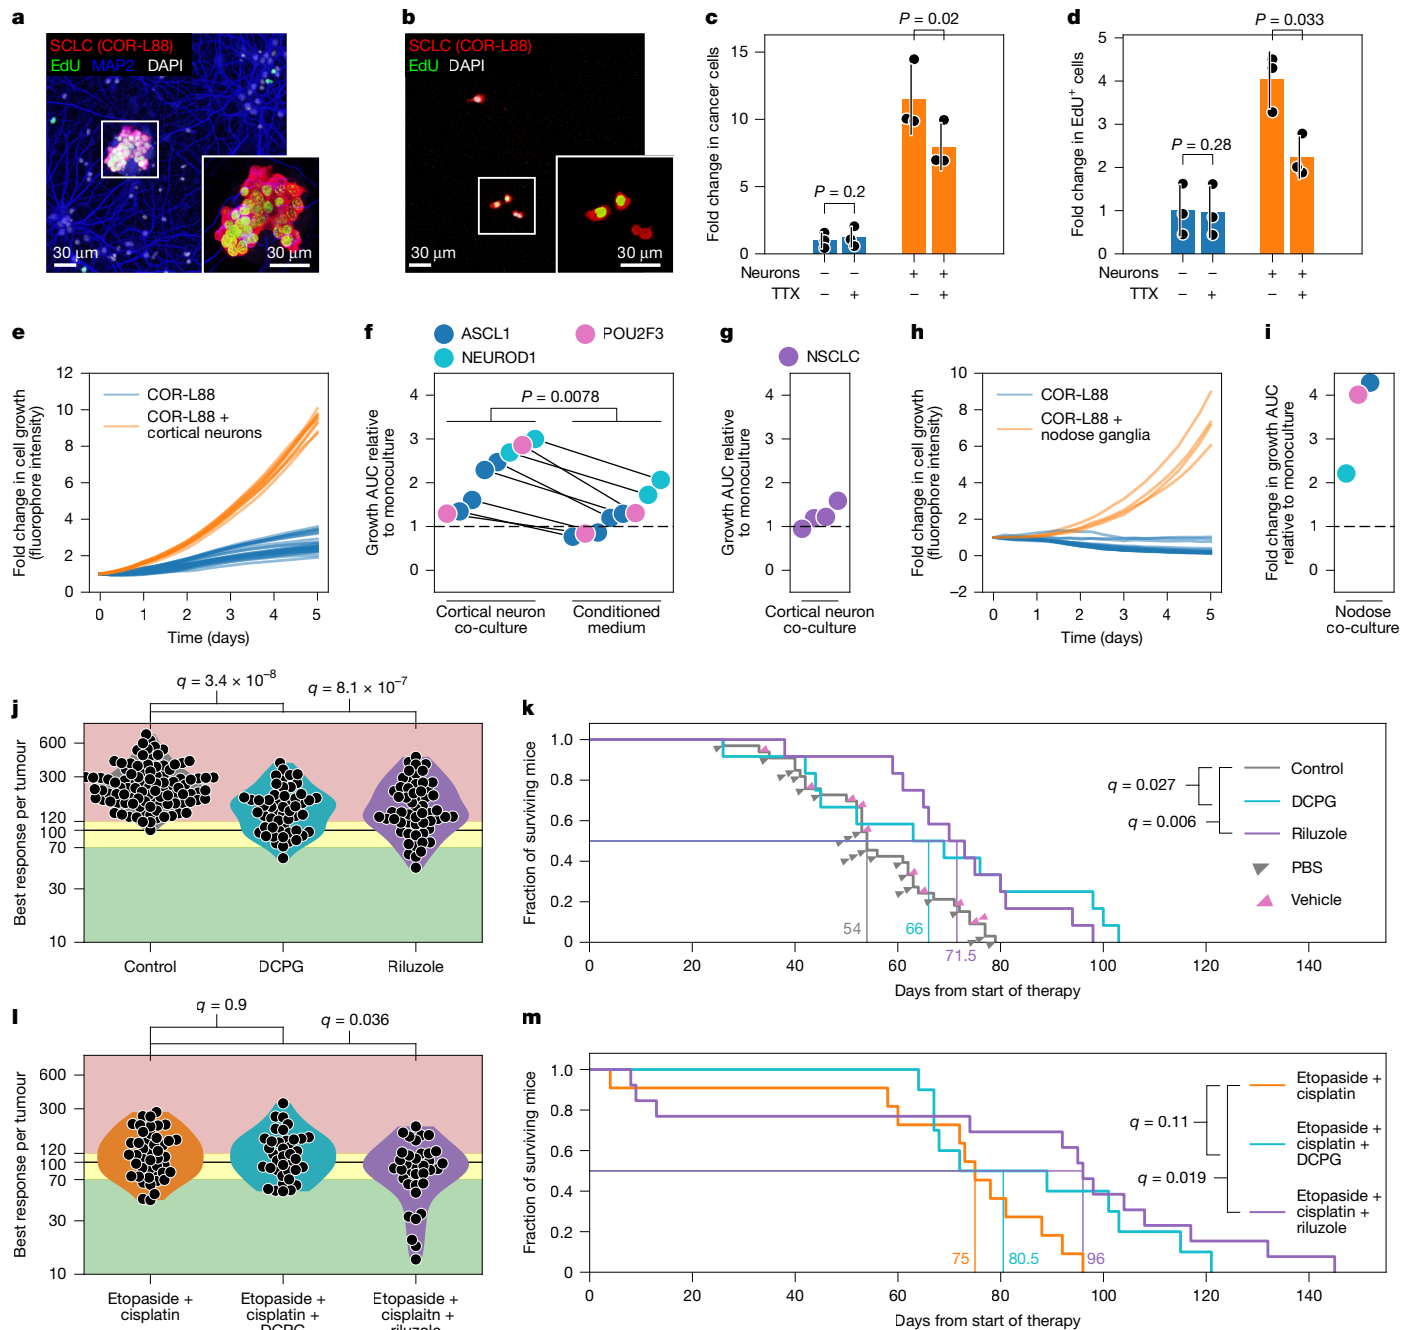 a
SCLC (COR-L88)
EdU MAP2 DAPI
30 µm
30 µm
b
SCLC (COR-L88)
EdU DAPI
30 µm
30 µm
c
P = 0.02
P = 0.2
Fold change in cancer cells
15
10
5
0
Neurons – – + +
TTX – + – +
d
P = 0.033
P = 0.28
Fold change in EdU⁺ cells
5
4
3
2
1
0
Neurons – – + +
TTX – + – +
e
COR-L88
COR-L88 +
cortical neurons
Fold change in cell growth
(fluorophore intensity)
12
10
8
6
4
2
0
0 1 2 3 4 5
Time (days)
f
ASCL1
POU2F3
NEUROD1
P = 0.0078
Growth AUC relative
to monoculture
4
3
2
1
0
Cortical neuron
co-culture
Conditioned
medium
g
NSCLC
Growth AUC relative
to monoculture
4
3
2
1
0
Cortical neuron
co-culture
h
COR-L88
COR-L88 +
nodose ganglia
Fold change in cell growth
(fluorophore intensity)
10
8
6
4
2
0
–2
0 1 2 3 4 5
Time (days)
i
Fold change in growth AUC
relative to monoculture
4
3
2
1
0
Nodose
co-culture
j
q = 3.4 × 10⁻⁸
q = 8.1 × 10⁻⁷
Best response per tumour
600
300
120
100
70
30
10
Control DCPG Riluzole
k
Fraction of surviving mice
1.0
0.8
0.6
0.4
0.2
0
54
66
71.5
0 20 40 60 80 100 120 140
Days from start of therapy
q = 0.027
q = 0.006
Control
DCPG
Riluzole
PBS
Vehicle
l
q = 0.9
q = 0.036
Best response per tumour
600
300
120
100
70
30
10
Etopaside +
cisplatin
Etopaside +
cisplatin +
DCPG
Etopaside +
cisplaitn +
riluzole
m
Fraction of surviving mice
1.0
0.8
0.6
0.4
0.2
0
75
80.5
96
0 20 40 60 80 100 120 140
Days from start of therapy
q = 0.11
q = 0.019
Etopaside +
cisplatin
Etopaside +
cisplatin +
DCPG
Etopaside +
cisplatin +
riluzole